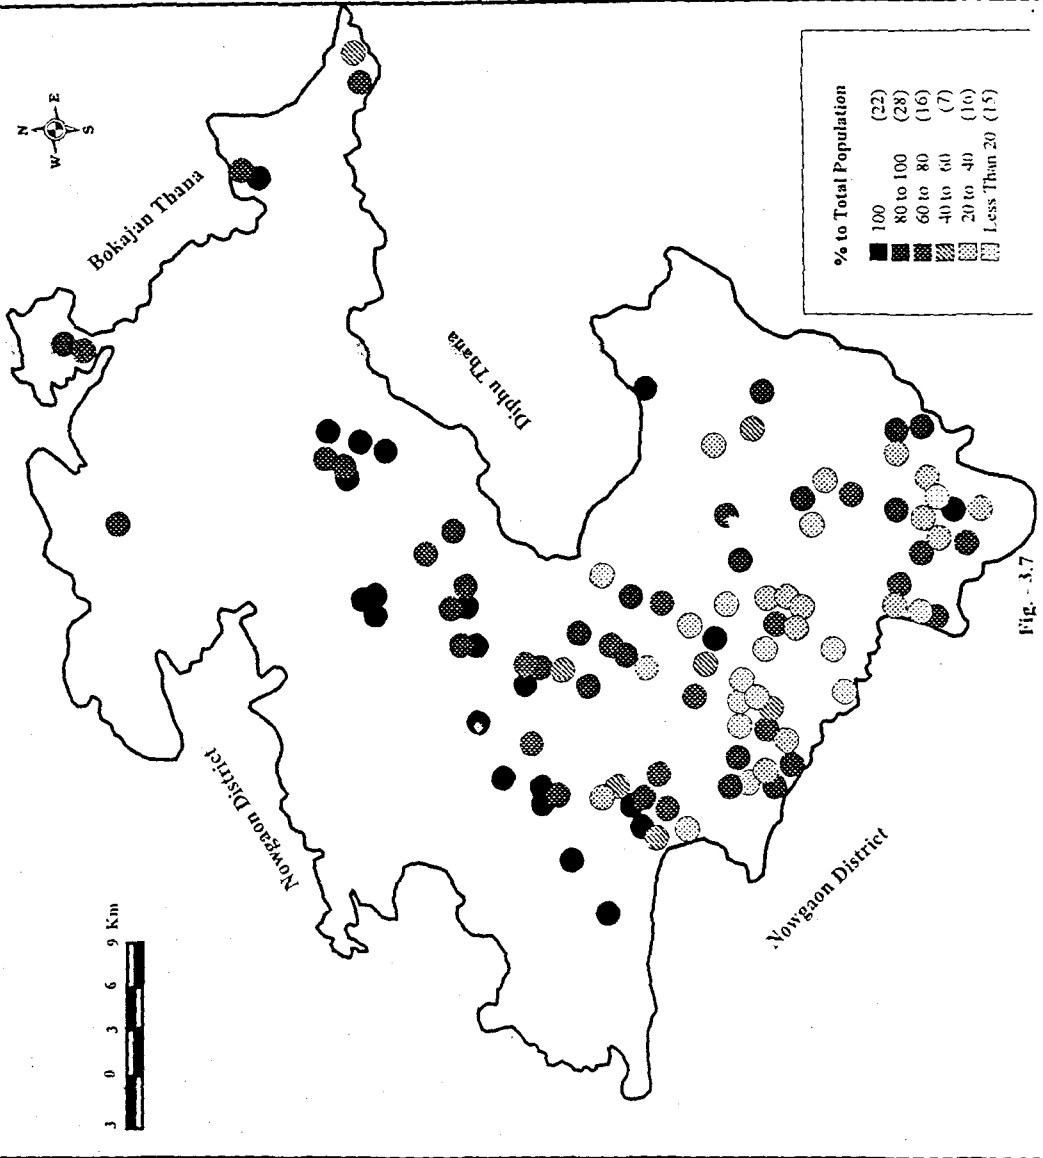 N
W E
S
Bokajan Thana
Diphu Thana
Nowgaon District
Nowgaon District
3 0 3 6 9 Km
% to Total Population
100 (22)
80 to 100 (28)
60 to 80 (16)
40 to 60 (7)
20 to 40 (16)
Less Than 20 (15)
Fig. - 3.7